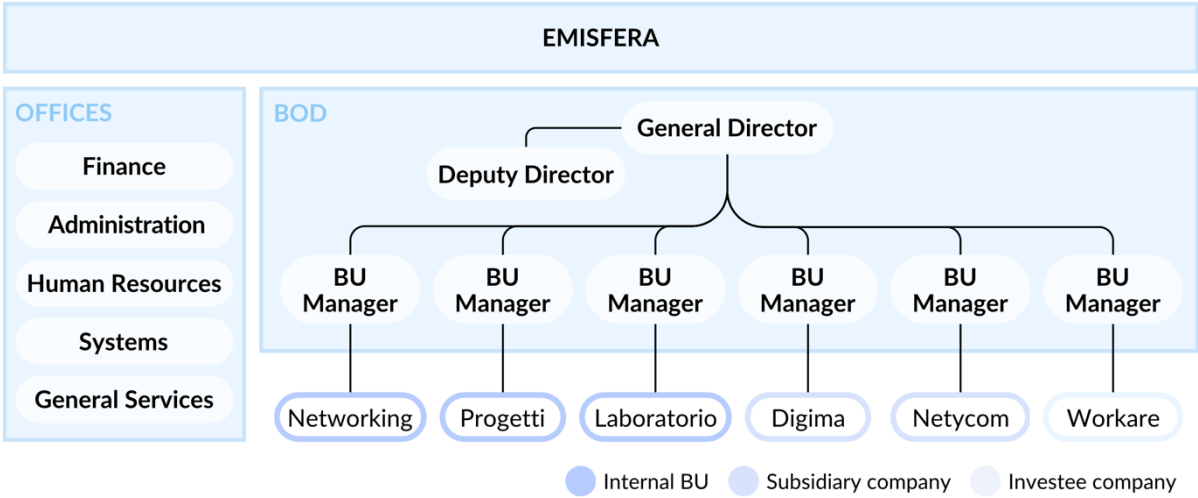 EMISFERA
OFFICES
Finance
Administration
Human Resources
Systems
General Services
BOD
General Director
Deputy Director
BU
Manager
BU
Manager
BU
Manager
BU
Manager
BU
Manager
BU
Manager
Networking
Progetti
Laboratorio
Digima
Netycom
Workare
Internal BU
Subsidiary company
Investee company